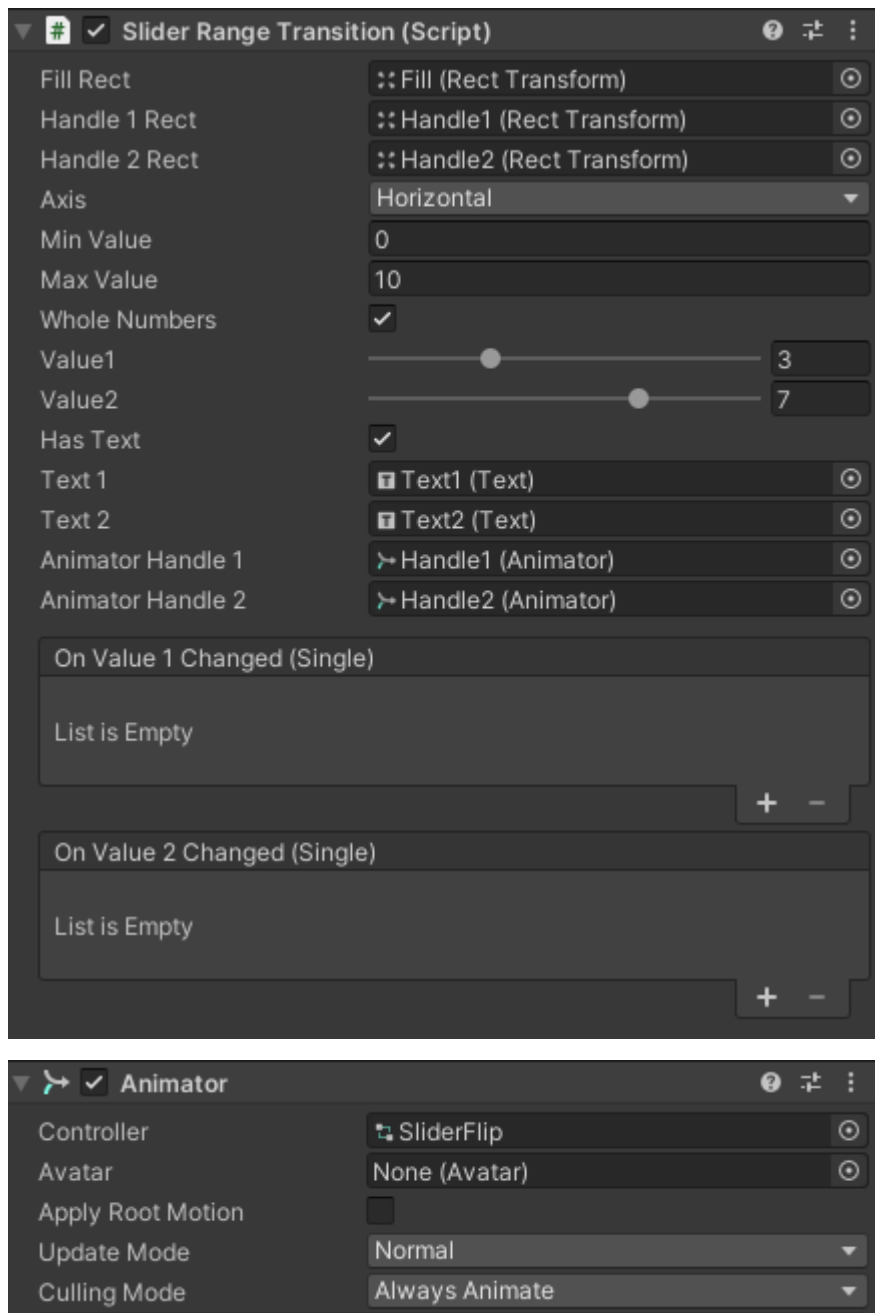 Slider Range Transition (Script)
Fill Rect Fill (Rect Transform)
Handle 1 Rect Handle1 (Rect Transform)
Handle 2 Rect Handle2 (Rect Transform)
Axis Horizontal
Min Value 0
Max Value 10
Whole Numbers
Value1 3
Value2 7
Has Text
Text 1 Text1 (Text)
Text 2 Text2 (Text)
Animator Handle 1 Handle1 (Animator)
Animator Handle 2 Handle2 (Animator)
On Value 1 Changed (Single)
List is Empty
+ −
On Value 2 Changed (Single)
List is Empty
+ −
Animator
Controller SliderFlip
Avatar None (Avatar)
Apply Root Motion
Update Mode Normal
Culling Mode Always Animate